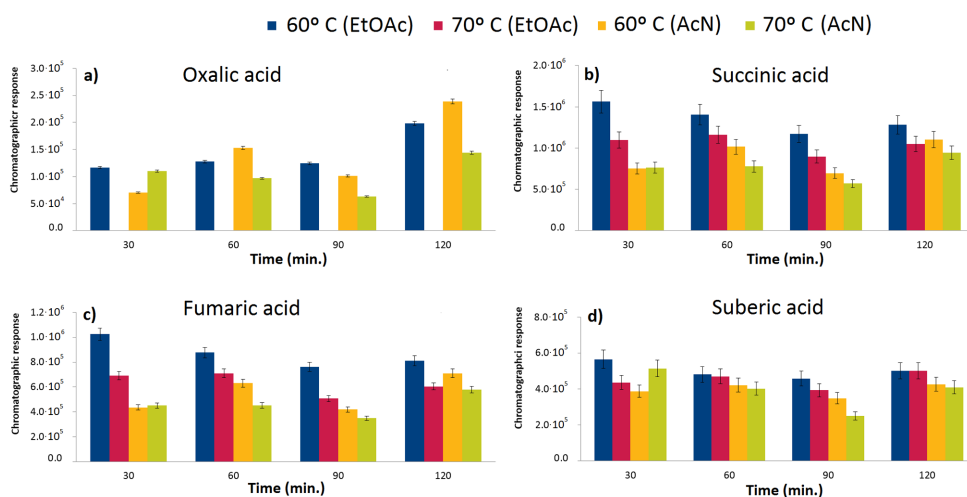 60º C (EtOAc) 70º C (EtOAc) 60º C (AcN) 70º C (AcN)
a) Oxalic acid
Chromatographicr response
3.0·10⁵
2.5·10⁵
2.0·10⁵
1.5·10⁵
1.0·10⁵
5.0·10⁴
0.0
30 60 90 120
Time (min.)
b) Succinic acid
Chormatographic response
2.0·10⁶
1.5·10⁶
1.0·10⁶
5.0·10⁵
0.0
30 60 90 120
Time (min.)
c) Fumaric acid
Chromatographic response
1.2·10⁶
1.0·10⁶
8.0·10⁵
6.0·10⁵
4.0·10⁵
2.0·10⁵
0.0
30 60 90 120
Time (min.)
d) Suberic acid
Chromatographci response
8.0·10⁵
6.0·10⁵
4.0·10⁵
2.0·10⁵
0.0
30 60 90 120
Time (min.)